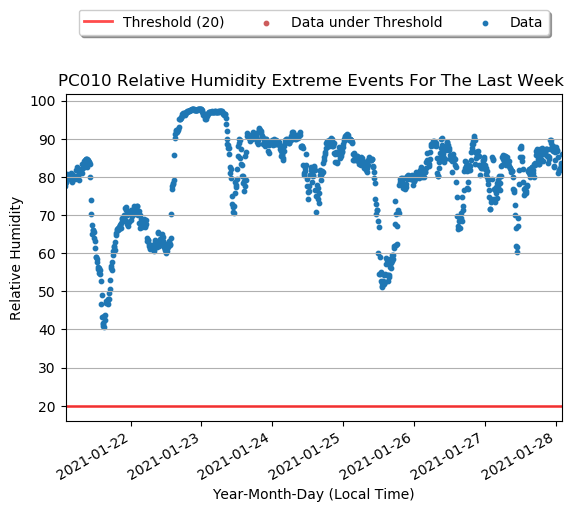 Threshold (20) Data under Threshold Data
PC010 Relative Humidity Extreme Events For The Last Week
100
90
80
70
60
50
40
30
20
Relative Humidity
2021-01-22 2021-01-23 2021-01-24 2021-01-25 2021-01-26 2021-01-27 2021-01-28
Year-Month-Day (Local Time)